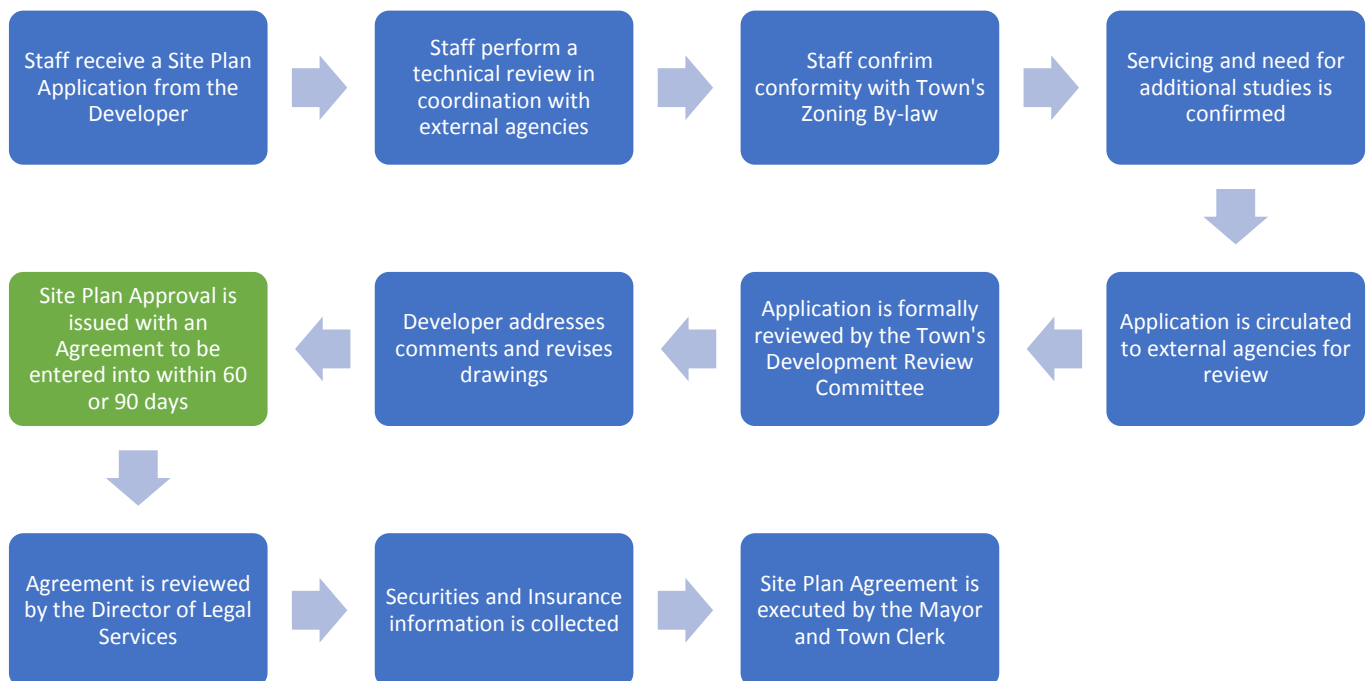 Staff receive a Site Plan
Application from the
Developer
Staff perform a
technical review in
coordination with
external agencies
Staff confrim
conformity with Town's
Zoning By-law
Servicing and need for
additional studies is
confirmed
Application is circulated
to external agencies for
review
Application is formally
reviewed by the Town's
Development Review
Committee
Developer addresses
comments and revises
drawings
Site Plan Approval is
issued with an
Agreement to be
entered into within 60
or 90 days
Agreement is reviewed
by the Director of Legal
Services
Securities and Insurance
information is collected
Site Plan Agreement is
executed by the Mayor
and Town Clerk